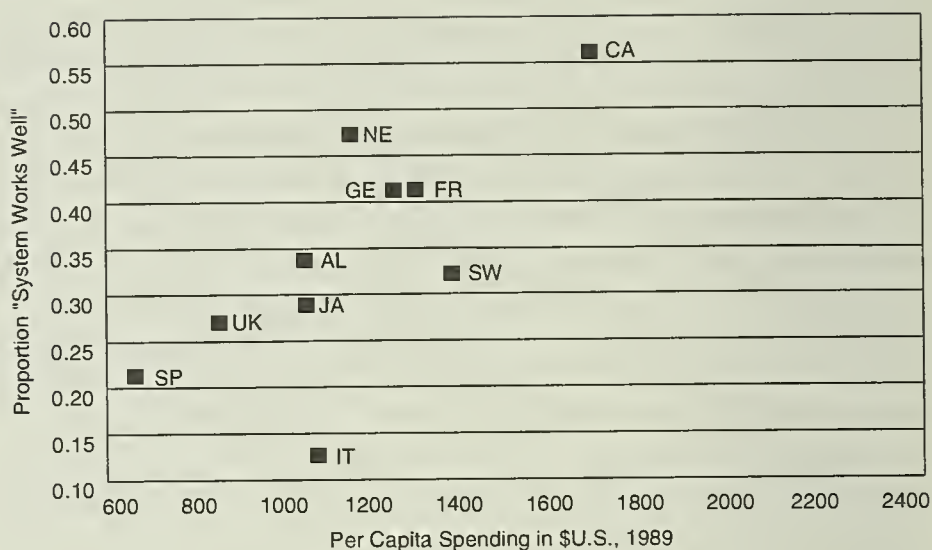 0.60
CA
0.55
0.50
NE
0.45
GE FR
0.40
0.35
AL
SW
0.30
JA
UK
0.25
SP
0.20
0.15
IT
0.10
600 800 1000 1200 1400 1600 1800 2000 2200 2400
Per Capita Spending in $U.S., 1989
Proportion "System Works Well"